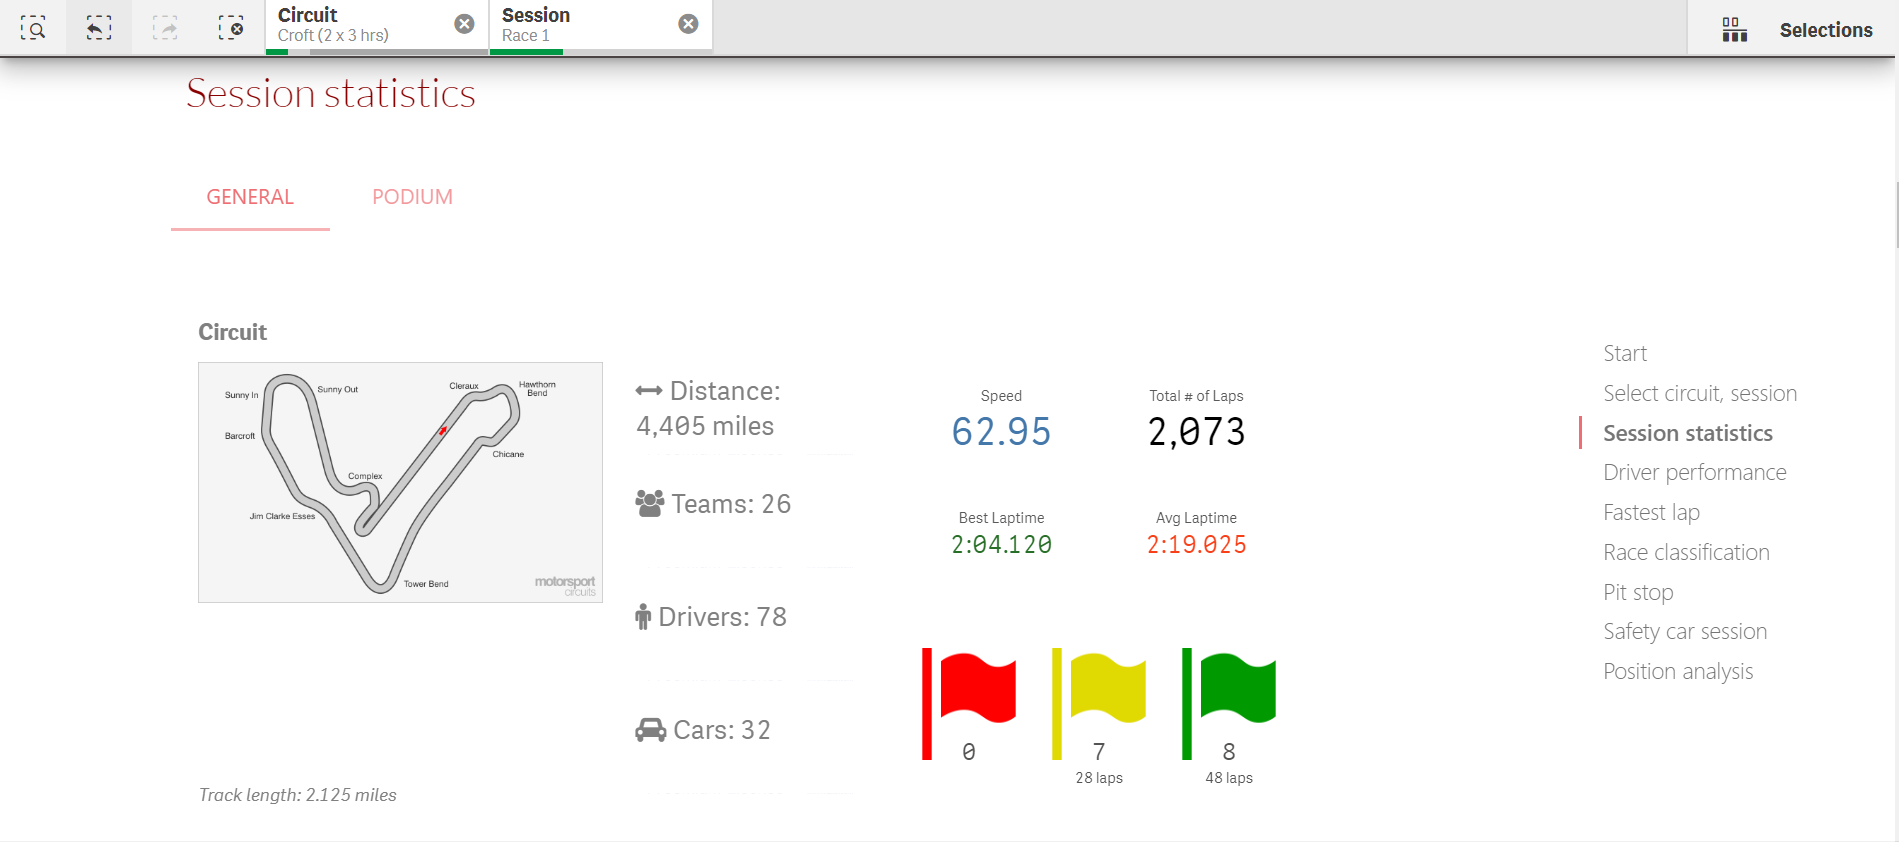 Circuit
Croft (2 x 3 hrs)
Session
Race 1
Selections
Session statistics
GENERAL
PODIUM
Circuit
Sunny In
Sunny Out
Cleraux
Hawthorn
Bend
Barcroft
Chicane
Complex
Jim Clarke Esses
Tower Bend
motorsport
circuits
Track length: 2.125 miles
Distance:
4,405 miles
Teams: 26
Drivers: 78
Cars: 32
Speed
62.95
Total # of Laps
2,073
Best Laptime
2:04.120
Avg Laptime
2:19.025
0
7
28 laps
8
48 laps
Start
Select circuit, session
Session statistics
Driver performance
Fastest lap
Race classification
Pit stop
Safety car session
Position analysis